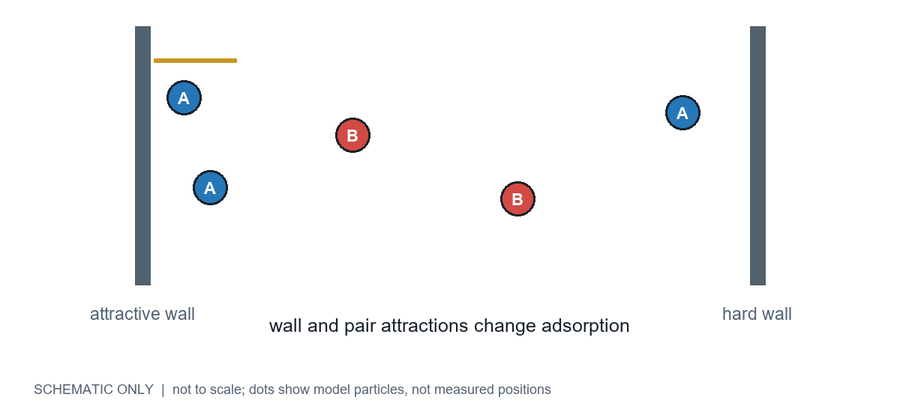 A
A
B
A
B
attractive wall
hard wall
wall and pair attractions change adsorption
SCHEMATIC ONLY | not to scale; dots show model particles, not measured positions